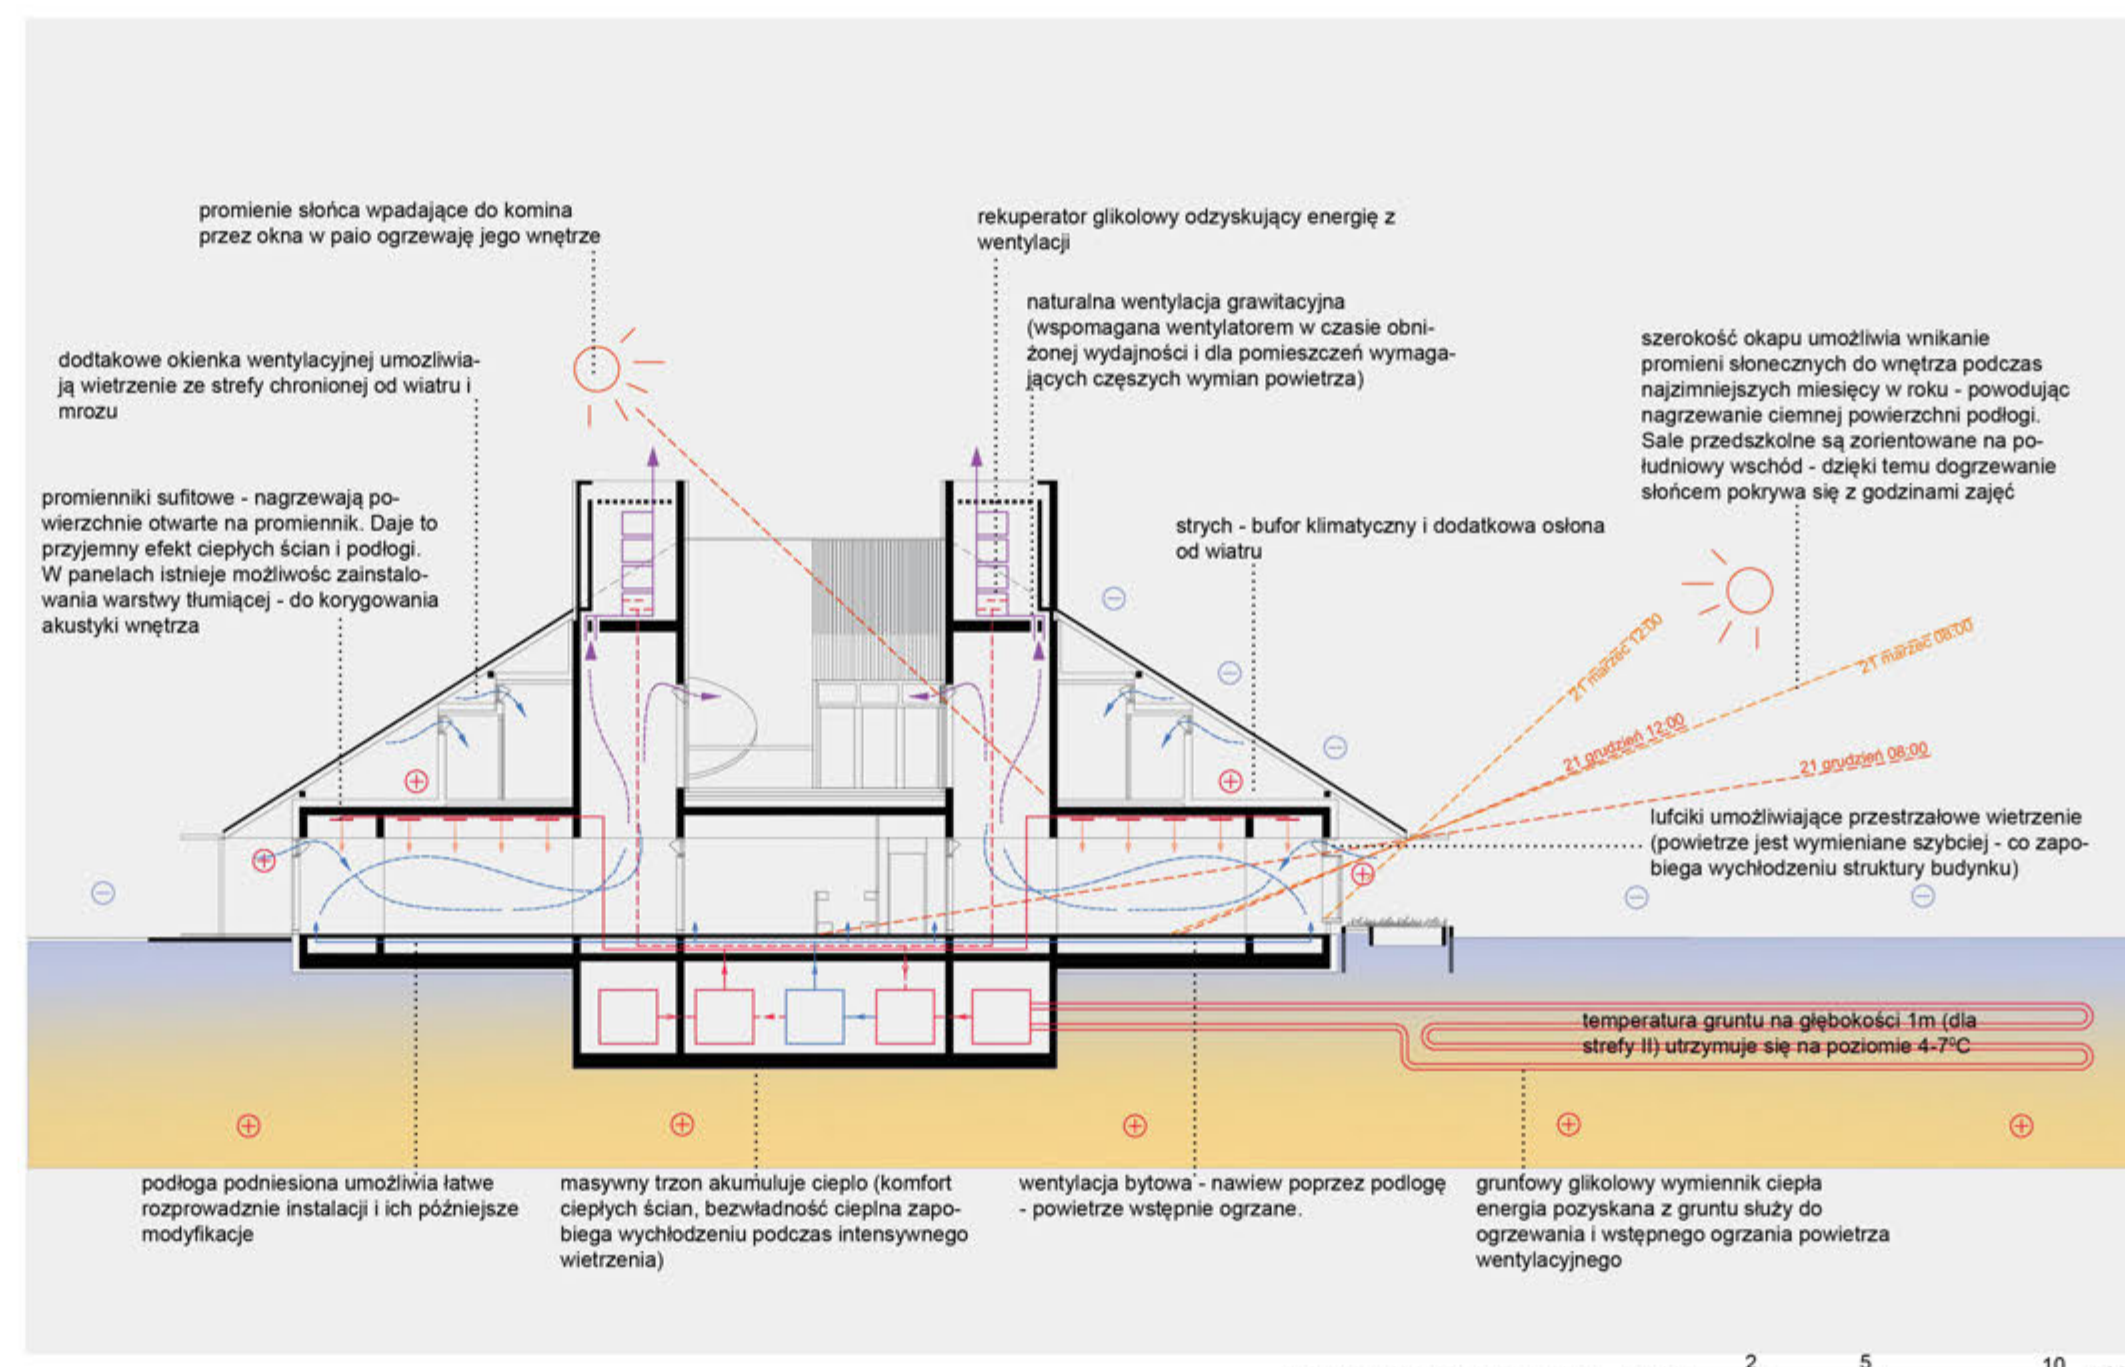 promienie słońca wpadające do komina
przez okna w paio ogrzewaję jego wnętrze
rekuperator glikolowy odzyskujący energię z
wentylacji
naturalna wentylacja grawitacyjna
(wspomagana wentylatorem w czasie obni-
żonej wydajności i dla pomieszczeń wymaga-
jących częszych wymian powietrza)
szerokość okapu umożliwia wnikanie
promieni słonecznych do wnętrza podczas
najzimniejszych miesięcy w roku - powodując
nagrzewanie ciemnej powierzchni podłogi.
Sale przedszkolne są zorientowane na po-
łudniowy wschód - dzięki temu dogrzewanie
słońcem pokrywa się z godzinami zajęć
dodtakowe okienka wentylacyjnej umozliwia-
ją wietrzenie ze strefy chronionej od wiatru i
mrozu
promienniki sufitowe - nagrzewają po-
wierzchnie otwarte na promiennik. Daje to
przyjemny efekt ciepłych ścian i podłogi.
W panelach istnieje możliwośc zainstalo-
wania warstwy tłumiącej - do korygowania
akustyki wnętrza
strych - bufor klimatyczny i dodatkowa osłona
od wiatru
21 marzec 12:00
21 marzec 08:00
21 grudzień 12:00
21 grudzień 08:00
lufciki umożliwiające przestrzałowe wietrzenie
(powietrze jest wymieniane szybciej - co zapo-
biega wychłodzeniu struktury budynku)
temperatura gruntu na głębokości 1m (dla
strefy II) utrzymuje się na poziomie 4-7ºC
podłoga podniesiona umożliwia łatwe
rozprowadznie instalacji i ich późniejsze
modyfikacje
masywny trzon akumuluje cieplo (komfort
ciepłych ścian, bezwładność cieplna zapo-
biega wychłodzeniu podczas intensywnego
wietrzenia)
wentylacja bytowa - nawiew poprzez podlogę
- powietrze wstępnie ogrzane.
gruntowy glikolowy wymiennik ciepła
energia pozyskana z gruntu służy do
ogrzewania i wstępnego ogrzania powietrza
wentylacyjnego
2 5 10